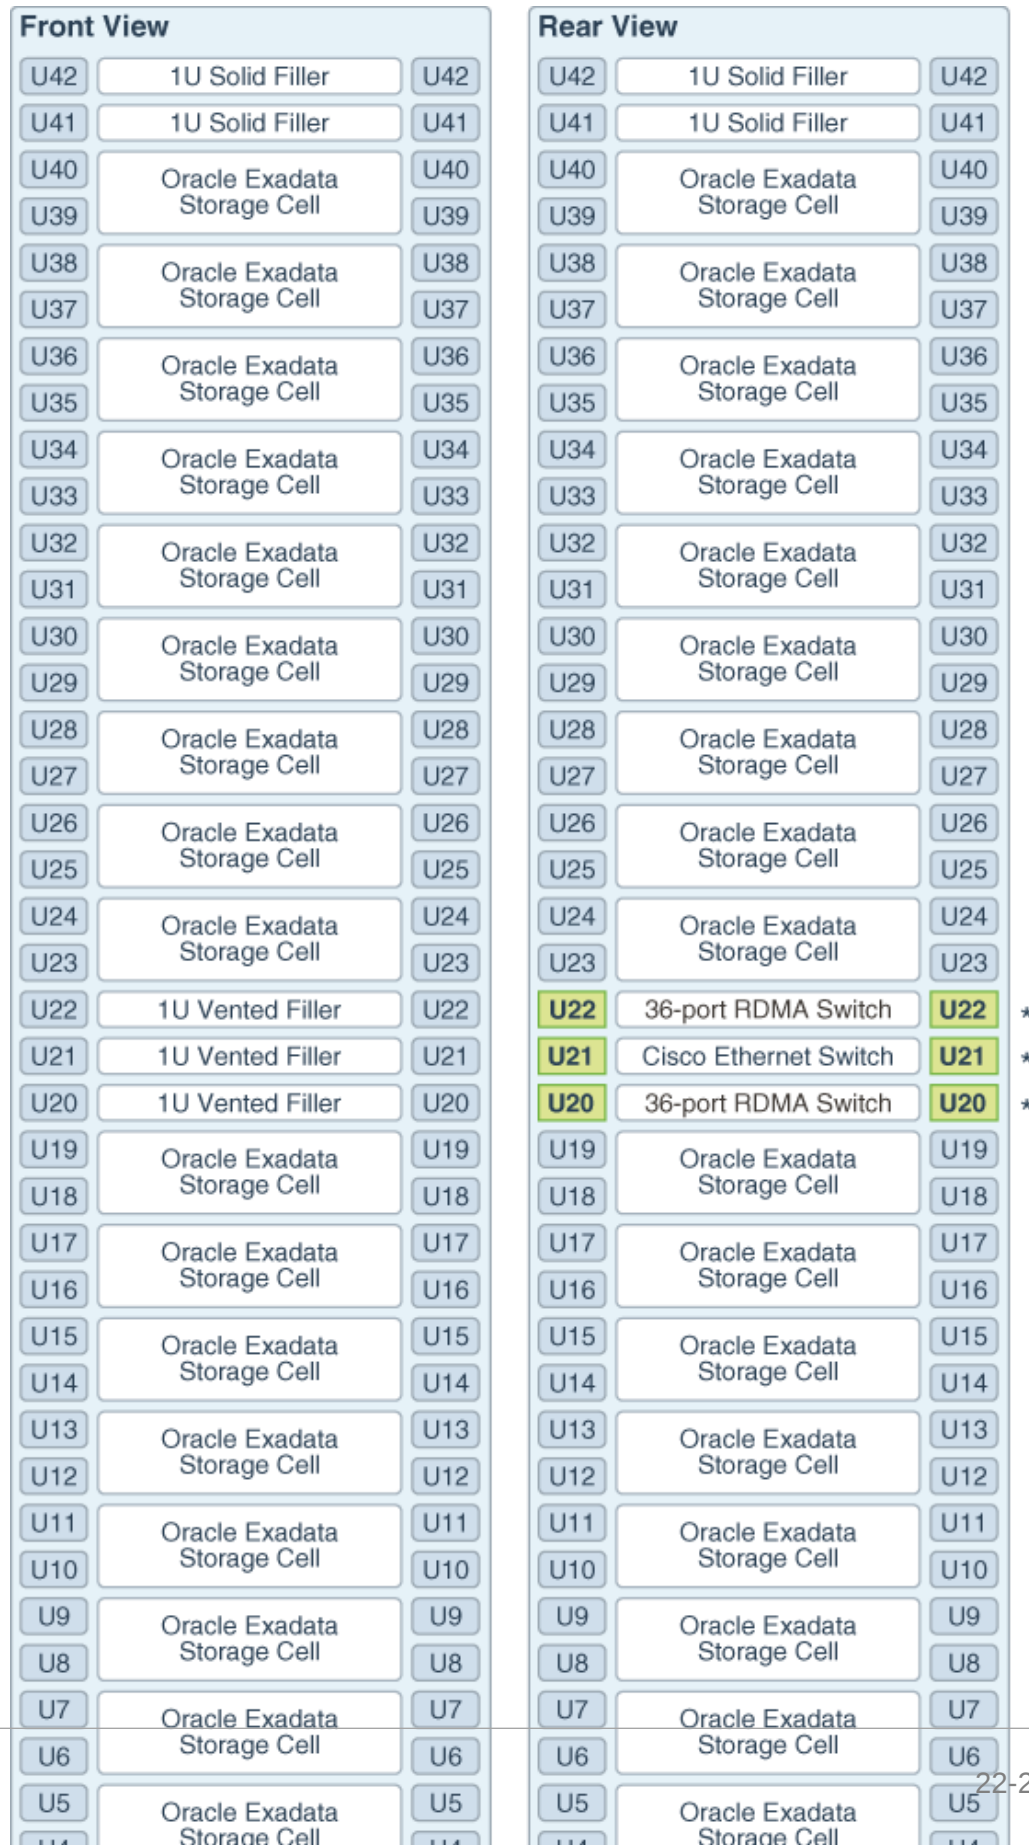 Front View
U42 1U Solid Filler U42
U41 1U Solid Filler U41
U40 Oracle Exadata U40
U39 Storage Cell U39
U38 Oracle Exadata U38
U37 Storage Cell U37
U36 Oracle Exadata U36
U35 Storage Cell U35
U34 Oracle Exadata U34
U33 Storage Cell U33
U32 Oracle Exadata U32
U31 Storage Cell U31
U30 Oracle Exadata U30
U29 Storage Cell U29
U28 Oracle Exadata U28
U27 Storage Cell U27
U26 Oracle Exadata U26
U25 Storage Cell U25
U24 Oracle Exadata U24
U23 Storage Cell U23
U22 1U Vented Filler U22
U21 1U Vented Filler U21
U20 1U Vented Filler U20
U19 Oracle Exadata U19
U18 Storage Cell U18
U17 Oracle Exadata U17
U16 Storage Cell U16
U15 Oracle Exadata U15
U14 Storage Cell U14
U13 Oracle Exadata U13
U12 Storage Cell U12
U11 Oracle Exadata U11
U10 Storage Cell U10
U9 Oracle Exadata U9
U8 Storage Cell U8
U7 Oracle Exadata U7
U6 Storage Cell U6
U5 Oracle Exadata U5
U4 Storage Cell U4
Rear View
U42 1U Solid Filler U42
U41 1U Solid Filler U41
U40 Oracle Exadata U40
U39 Storage Cell U39
U38 Oracle Exadata U38
U37 Storage Cell U37
U36 Oracle Exadata U36
U35 Storage Cell U35
U34 Oracle Exadata U34
U33 Storage Cell U33
U32 Oracle Exadata U32
U31 Storage Cell U31
U30 Oracle Exadata U30
U29 Storage Cell U29
U28 Oracle Exadata U28
U27 Storage Cell U27
U26 Oracle Exadata U26
U25 Storage Cell U25
U24 Oracle Exadata U24
U23 Storage Cell U23
U22 36-port RDMA Switch U22 *
U21 Cisco Ethernet Switch U21 *
U20 36-port RDMA Switch U20 *
U19 Oracle Exadata U19
U18 Storage Cell U18
U17 Oracle Exadata U17
U16 Storage Cell U16
U15 Oracle Exadata U15
U14 Storage Cell U14
U13 Oracle Exadata U13
U12 Storage Cell U12
U11 Oracle Exadata U11
U10 Storage Cell U10
U9 Oracle Exadata U9
U8 Storage Cell U8
U7 Oracle Exadata U7
U6 Storage Cell U6
22-2
U5 Oracle Exadata U5
U4 Storage Cell U4